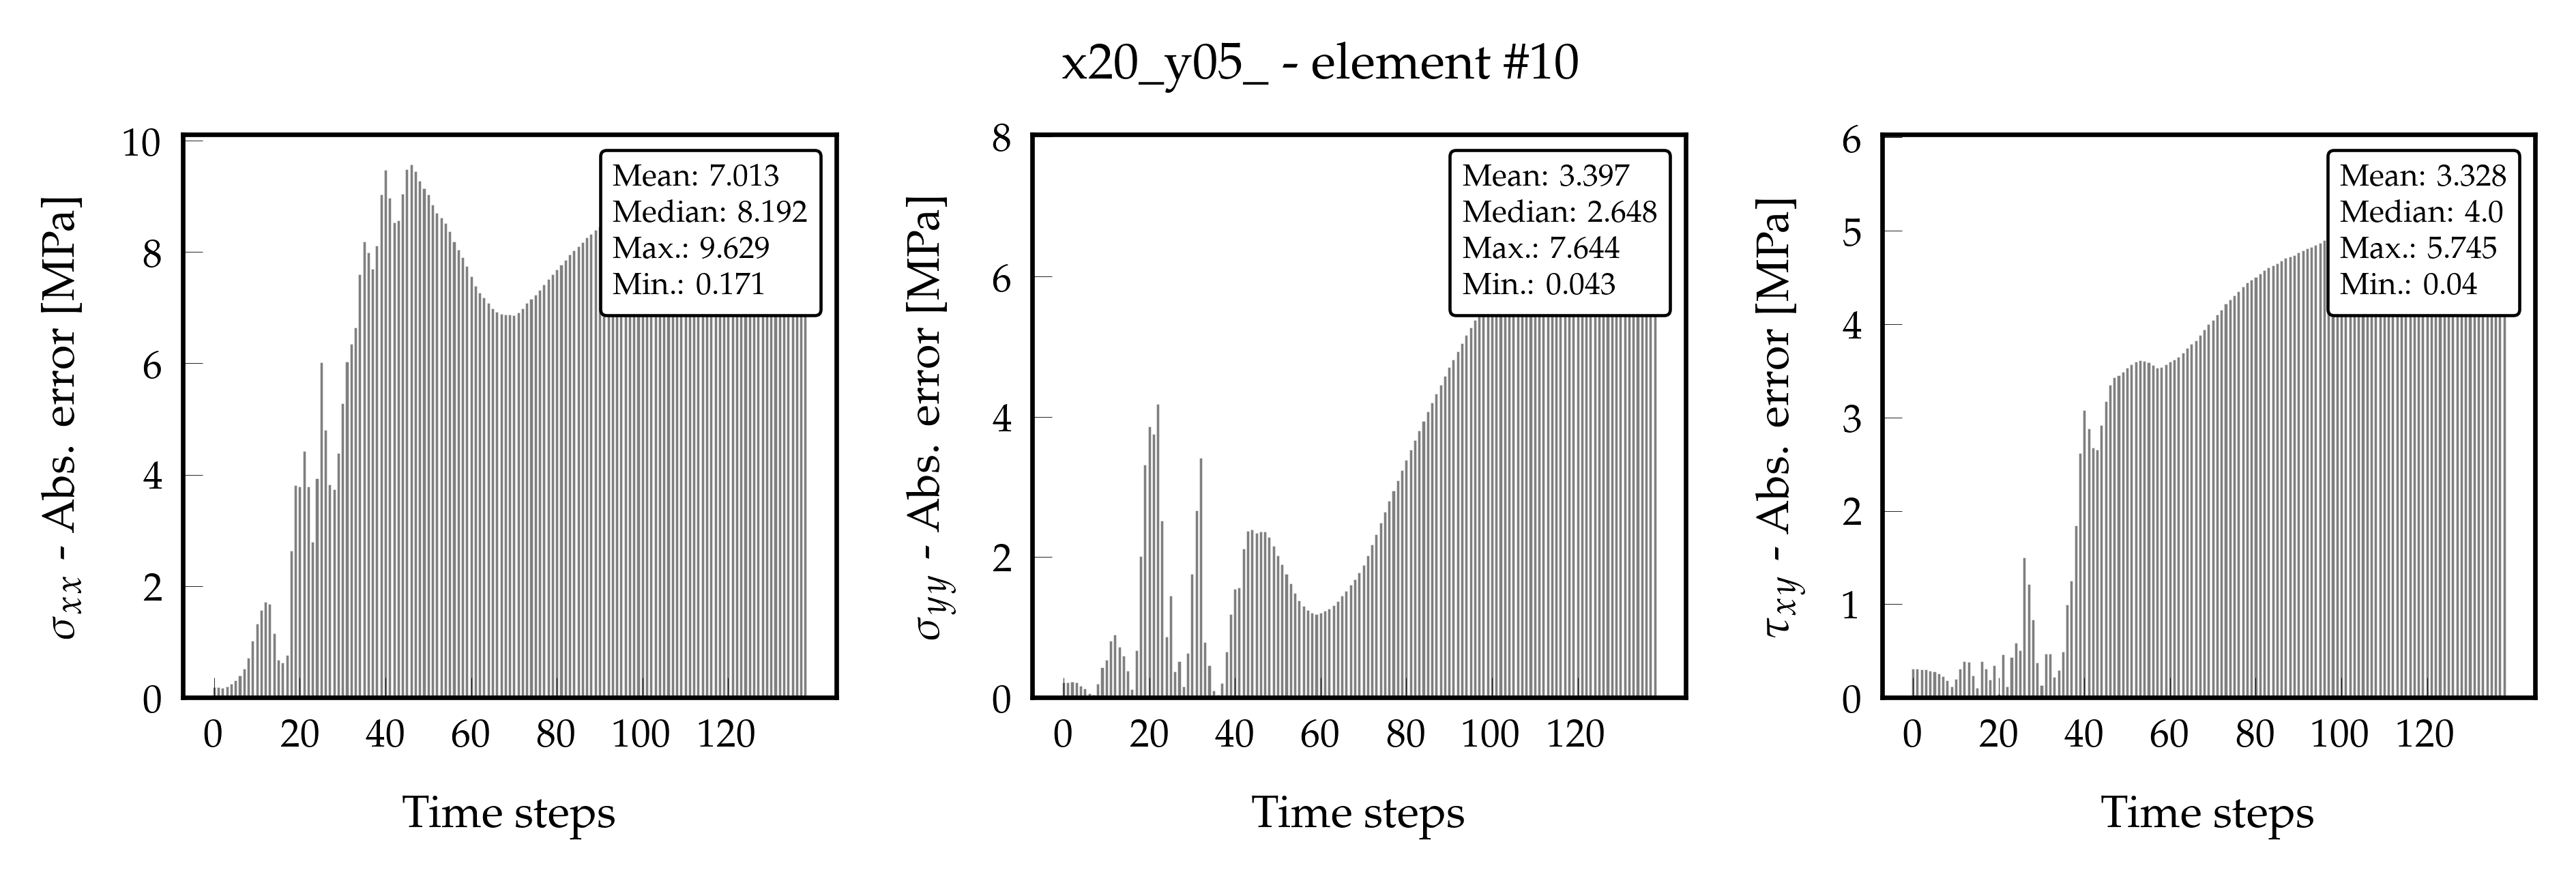 x20_y05_ - element #10
σxx - Abs. error [MPa]
10
8
6
4
2
0
0 20 40 60 80 100 120
Time steps
Mean: 7.013
Median: 8.192
Max.: 9.629
Min.: 0.171
σyy - Abs. error [MPa]
8
6
4
2
0
0 20 40 60 80 100 120
Time steps
Mean: 3.397
Median: 2.648
Max.: 7.644
Min.: 0.043
τxy - Abs. error [MPa]
6
5
4
3
2
1
0
0 20 40 60 80 100 120
Time steps
Mean: 3.328
Median: 4.0
Max.: 5.745
Min.: 0.04